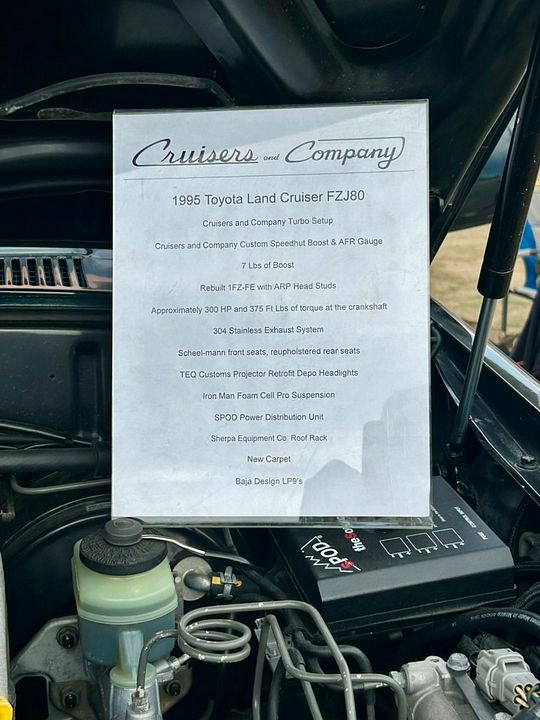 Cruisers and Company
1995 Toyota Land Cruiser FZJ80
Cruisers and Company Turbo Setup
Cruisers and Company Custom Speedhut Boost & AFR Gauge
7 Lbs of Boost
Rebuilt 1FZ-FE with ARP Head Studs
Approximately 300 HP and 375 Ft Lbs of torque at the crankshaft
304 Stainless Exhaust System
Scheel-mann front seats, reupholstered rear seats
TEQ Customs Projector Retrofit Depo Headlights
Iron Man Foam Cell Pro Suspension
SPOD Power Distribution Unit
Sherpa Equipment Co. Roof Rack
New Carpet
Baja Design LP9's
SPOD
the